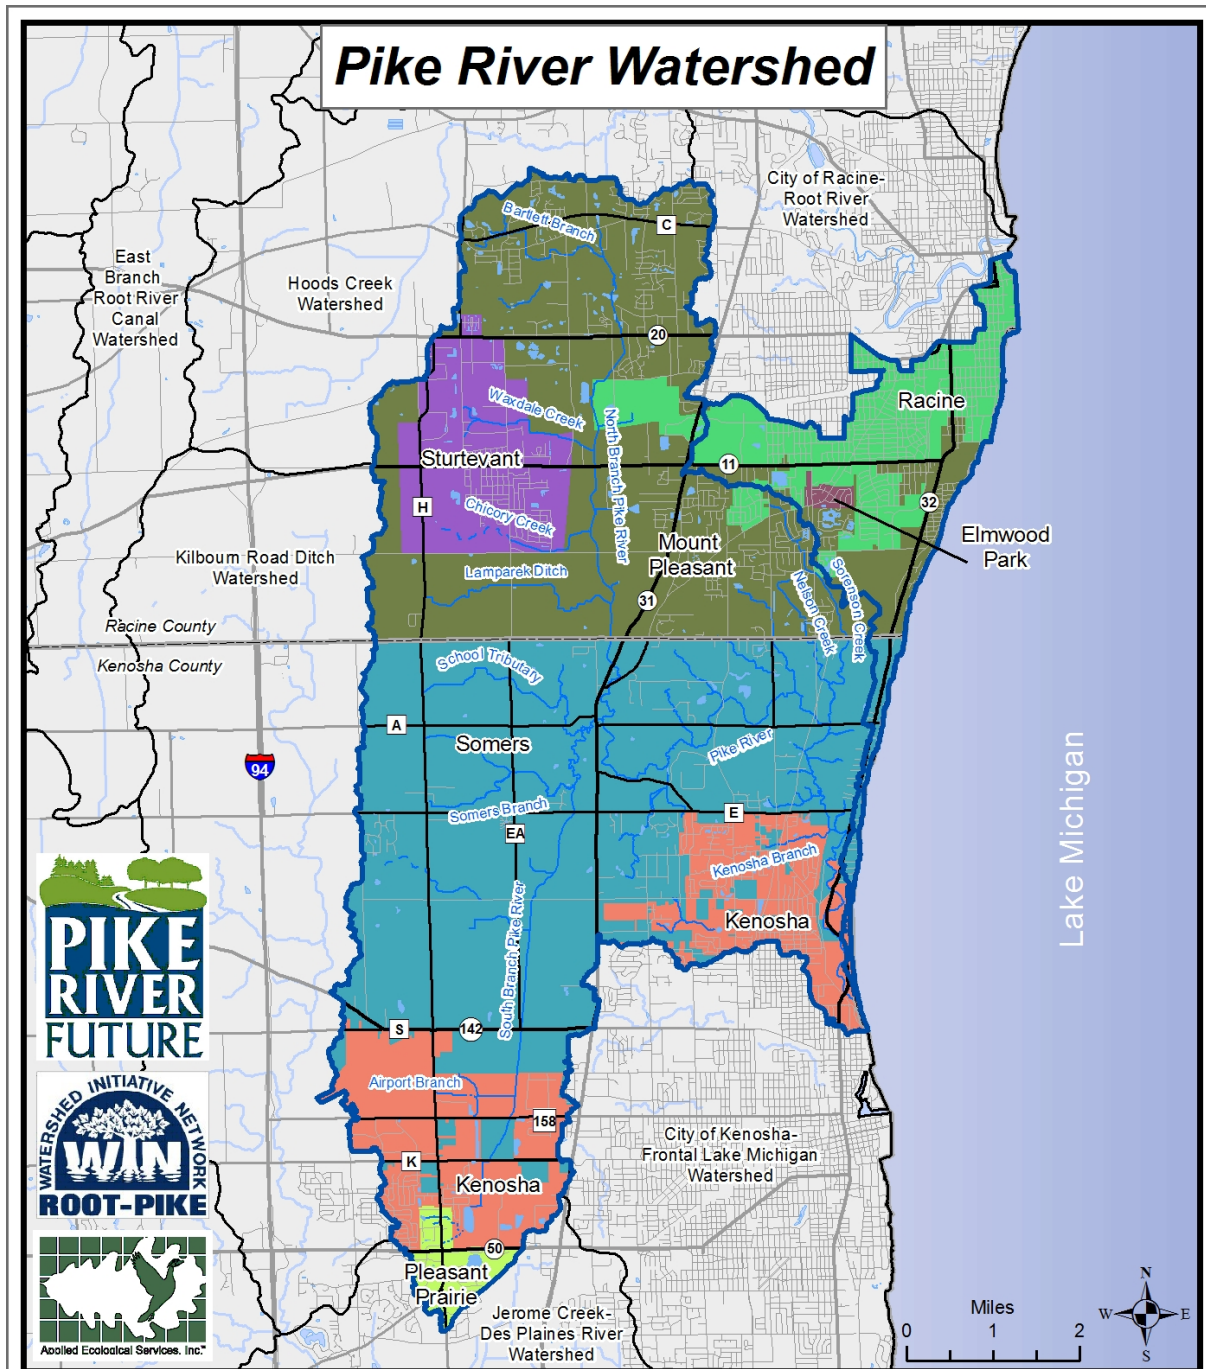 Pike River Watershed
City of Racine-
Root River
Watershed
Bartlett Branch
C
East
Branch
Root River
Canal
Watershed
Hoods Creek
Watershed
20
Waxdale Creek
Racine
North Branch Pike River
Sturtevant
11
H
Chicory Creek
32
Elmwood
Park
Mount
Pleasant
Kilbourn Road Ditch
Watershed
Lamparek Ditch
Nelson Creek
Sorenson Creek
31
Racine County
Kenosha County
School Tributary
A
Somers
Pike River
94
Lake Michigan
Somers Branch
E
EA
Kenosha Branch
Kenosha
South Branch Pike River
PIKE
RIVER
FUTURE
S
142
Airport Branch
158
WATERSHED INITIATIVE NETWORK
WIN
ROOT-PIKE
City of Kenosha-
Frontal Lake Michigan
Watershed
K
Kenosha
50
Pleasant
Prairie
Jerome Creek-
Des Plaines River
Watershed
Applied Ecological Services, Inc.™
Miles
0 1 2
N
W E
S